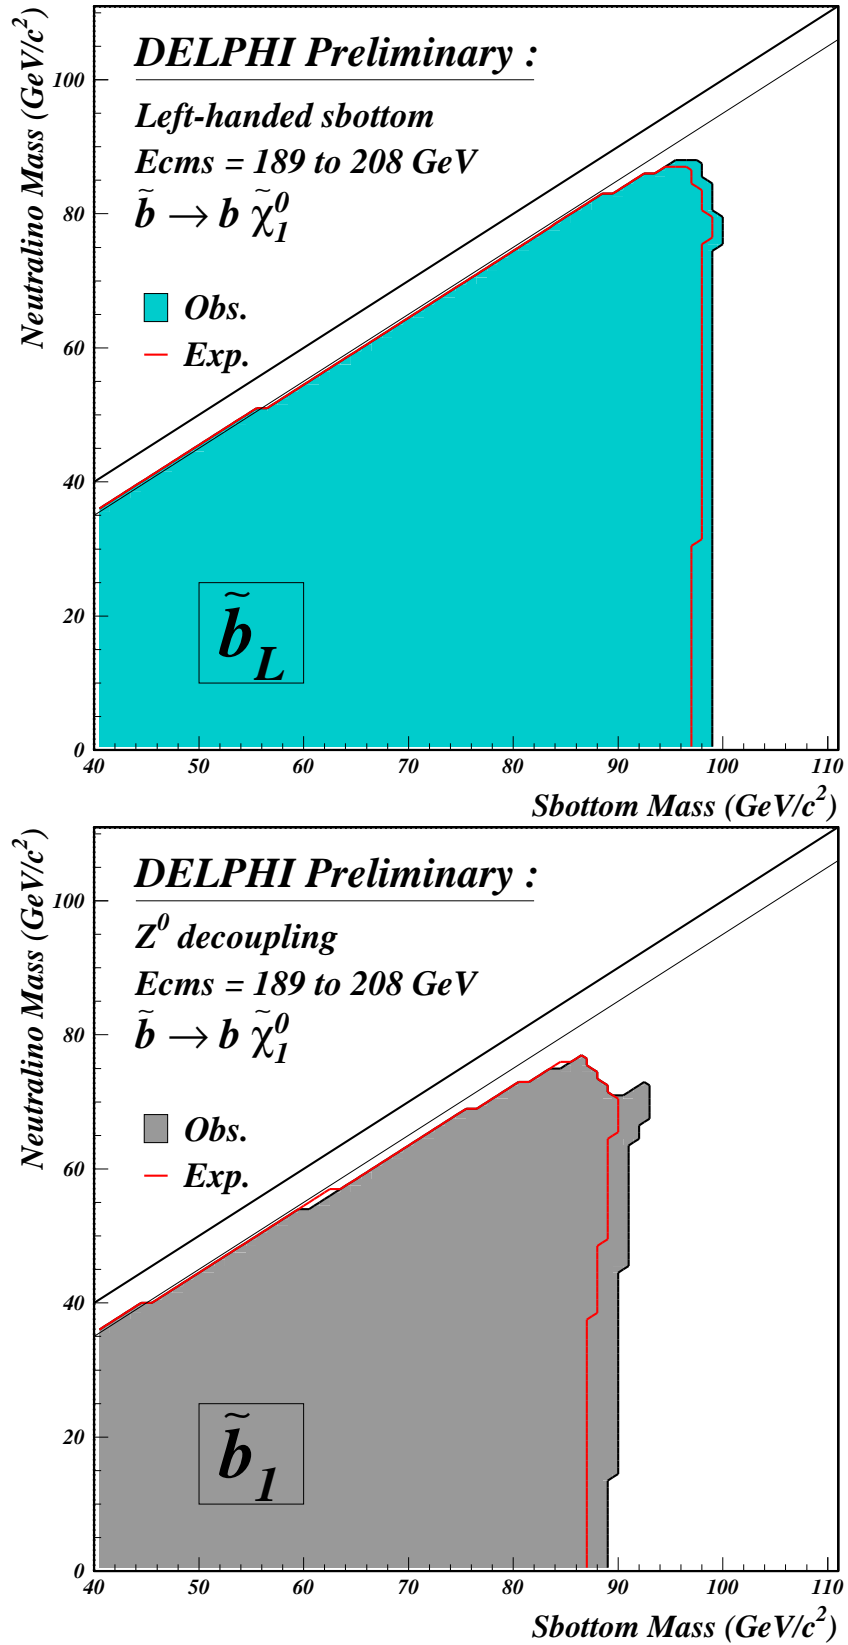 DELPHI Preliminary :
Left-handed sbottom
Ecms = 189 to 208 GeV
b̃ → b χ̃₁⁰
Obs.
Exp.
b̃_L
Neutralino Mass (GeV/c²)
100
80
60
40
20
0
40 50 60 70 80 90 100 110
Sbottom Mass (GeV/c²)
DELPHI Preliminary :
Z⁰ decoupling
Ecms = 189 to 208 GeV
b̃ → b χ̃₁⁰
Obs.
Exp.
b̃₁
Neutralino Mass (GeV/c²)
100
80
60
40
20
0
40 50 60 70 80 90 100 110
Sbottom Mass (GeV/c²)